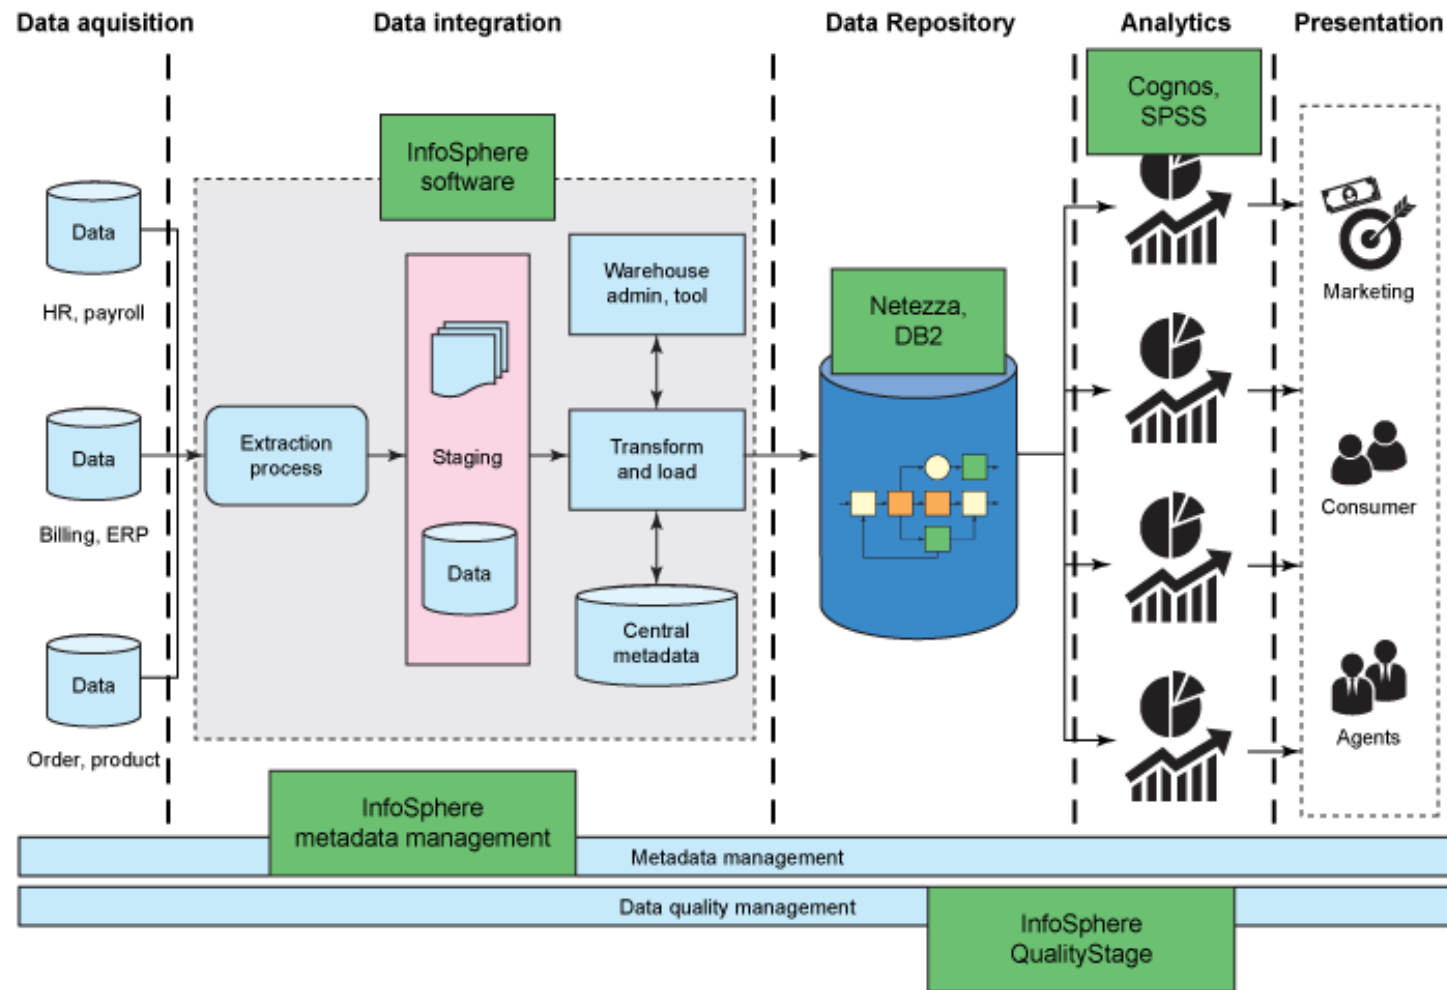 Data aquisition
Data integration
Data Repository
Analytics
Presentation
Cognos,
SPSS
InfoSphere
software
Data
HR, payroll
Warehouse
admin, tool
Netezza,
DB2
Marketing
Data
Billing, ERP
Extraction
process
Staging
Transform
and load
Consumer
Data
Central
metadata
Data
Order, product
Agents
InfoSphere
metadata management
Metadata management
Data quality management
InfoSphere
QualityStage